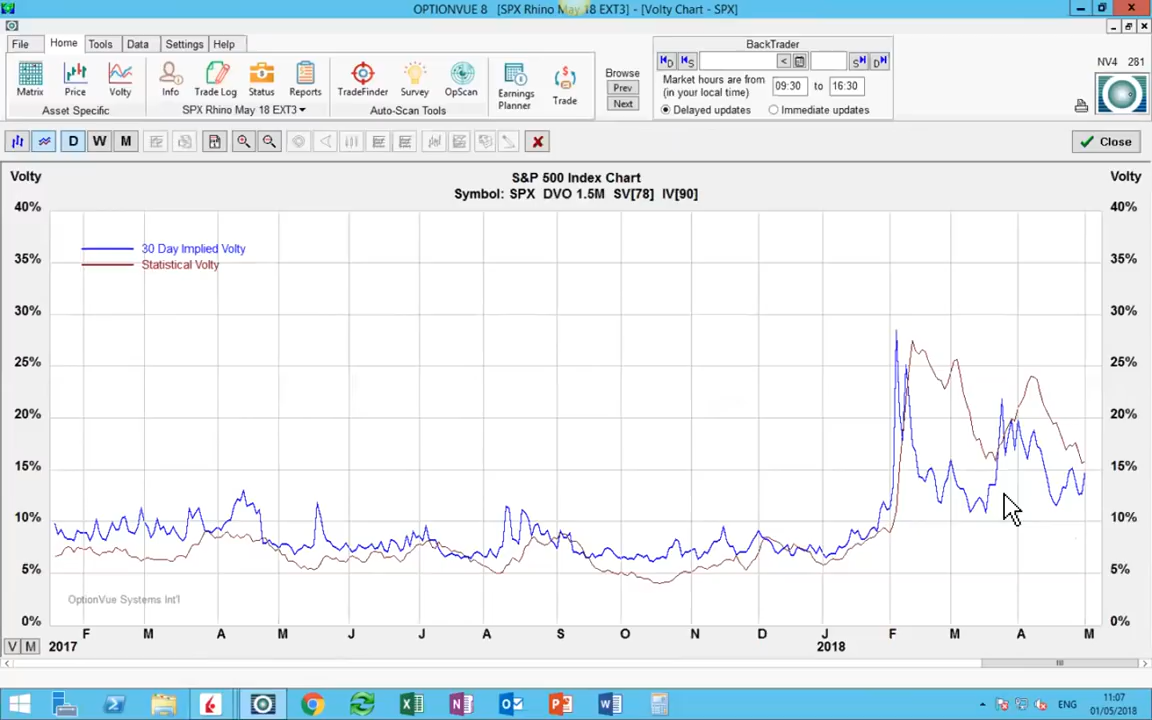 OPTIONVUE 8 [SPX Rhino May 18 EXT3] - [Volty Chart - SPX]
File Home Tools Data Settings Help
Matrix Price Volty Info Trade Log Status Reports TradeFinder Survey OpScan Earnings Planner Trade
Asset Specific SPX Rhino May 18 EXT3 Auto-Scan Tools
Browse
Prev
Next
BackTrader
D S < S D
Market hours are from
(in your local time) 09:30 to 16:30
Delayed updates Immediate updates
NV4 281
D W M Close
Volty S&P 500 Index Chart Volty
Symbol: SPX DVO 1.5M SV[78] IV[90]
40% 40%
30 Day Implied Volty
Statistical Volty
35% 35%
30% 30%
25% 25%
20% 20%
15% 15%
10% 10%
5% 5%
OptionVue Systems Int'l
0% 0%
F M A M J J A S O N D J F M A M
V M 2017 2018
ENG 11:07
01/05/2018